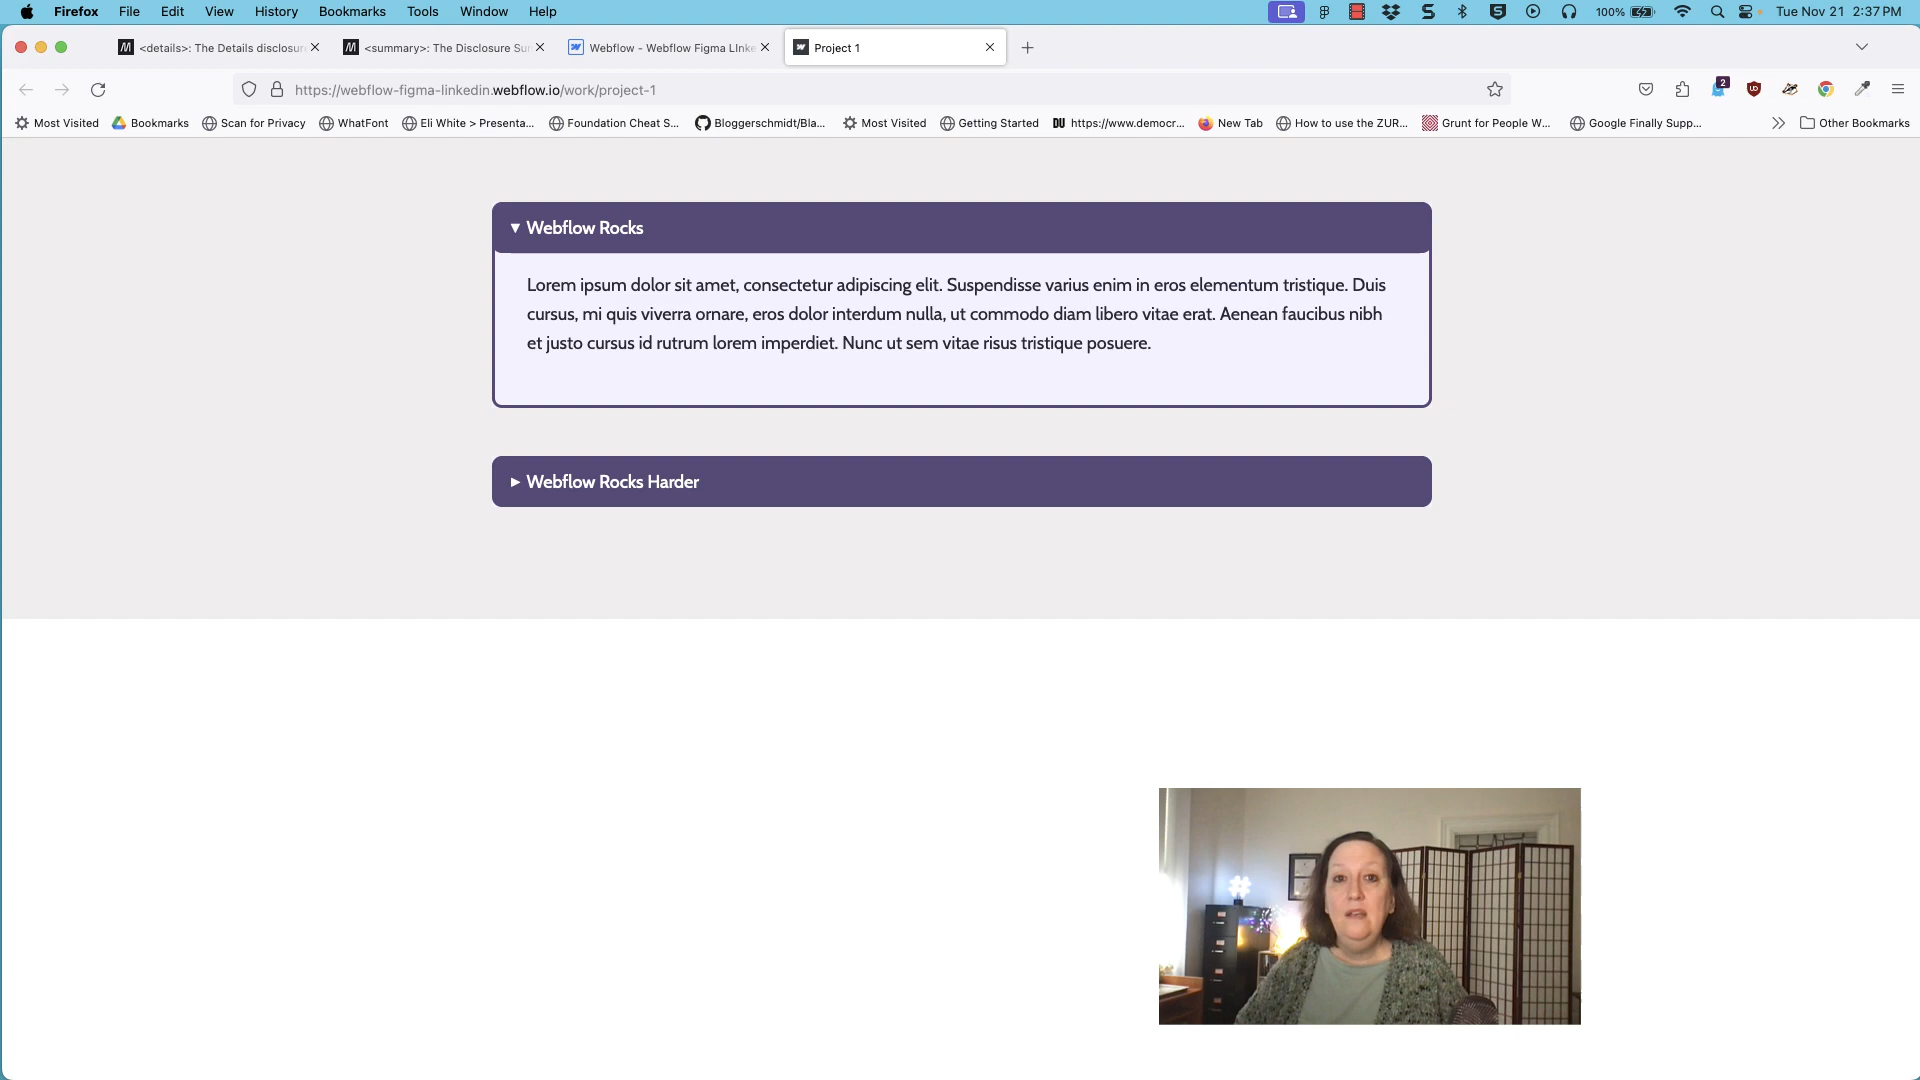 Firefox File Edit View History Bookmarks Tools Window Help 100% Tue Nov 21 2:37 PM
<details>: The Details disclosure <summary>: The Disclosure Su Webflow - Webflow Figma LInke Project 1
https://webflow-figma-linkedin.webflow.io/work/project-1 2
Most Visited Bookmarks Scan for Privacy WhatFont Eli White > Presenta... Foundation Cheat S... Bloggerschmidt/Bla... Most Visited Getting Started DU https://www.democr... New Tab How to use the ZUR... Grunt for People W... Google Finally Supp... Other Bookmarks
Webflow Rocks
Lorem ipsum dolor sit amet, consectetur adipiscing elit. Suspendisse varius enim in eros elementum tristique. Duis
cursus, mi quis viverra ornare, eros dolor interdum nulla, ut commodo diam libero vitae erat. Aenean faucibus nibh
et justo cursus id rutrum lorem imperdiet. Nunc ut sem vitae risus tristique posuere.
Webflow Rocks Harder